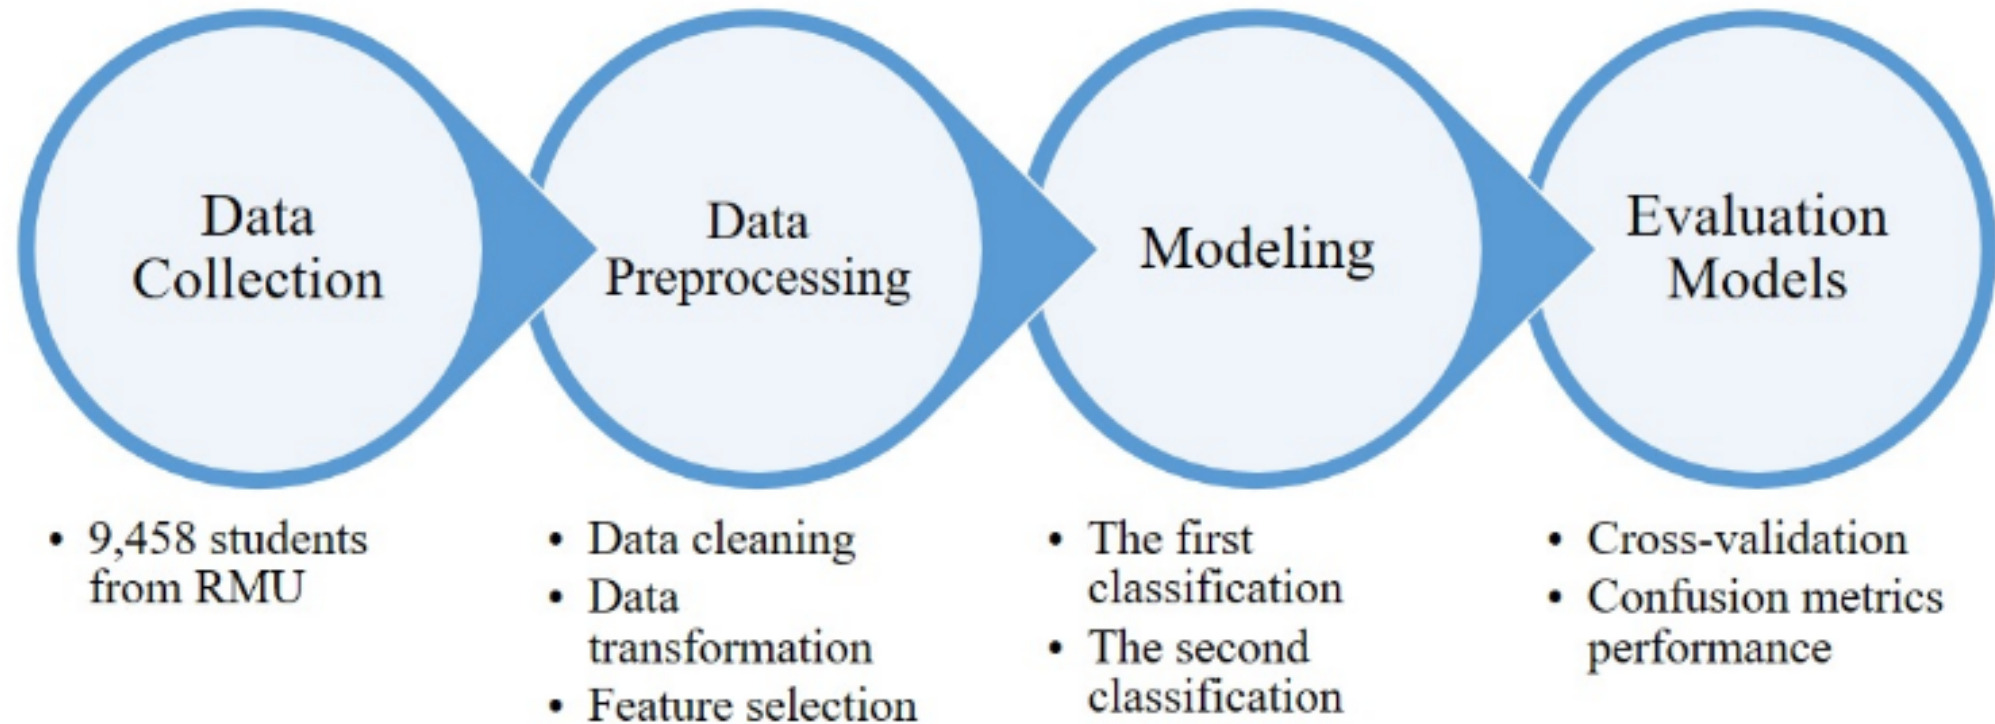 Data
Collection
Data
Preprocessing
Modeling
Evaluation
Models
• 9,458 students
from RMU
• Data cleaning
• Data
transformation
• Feature selection
• The first
classification
• The second
classification
• Cross-validation
• Confusion metrics
performance